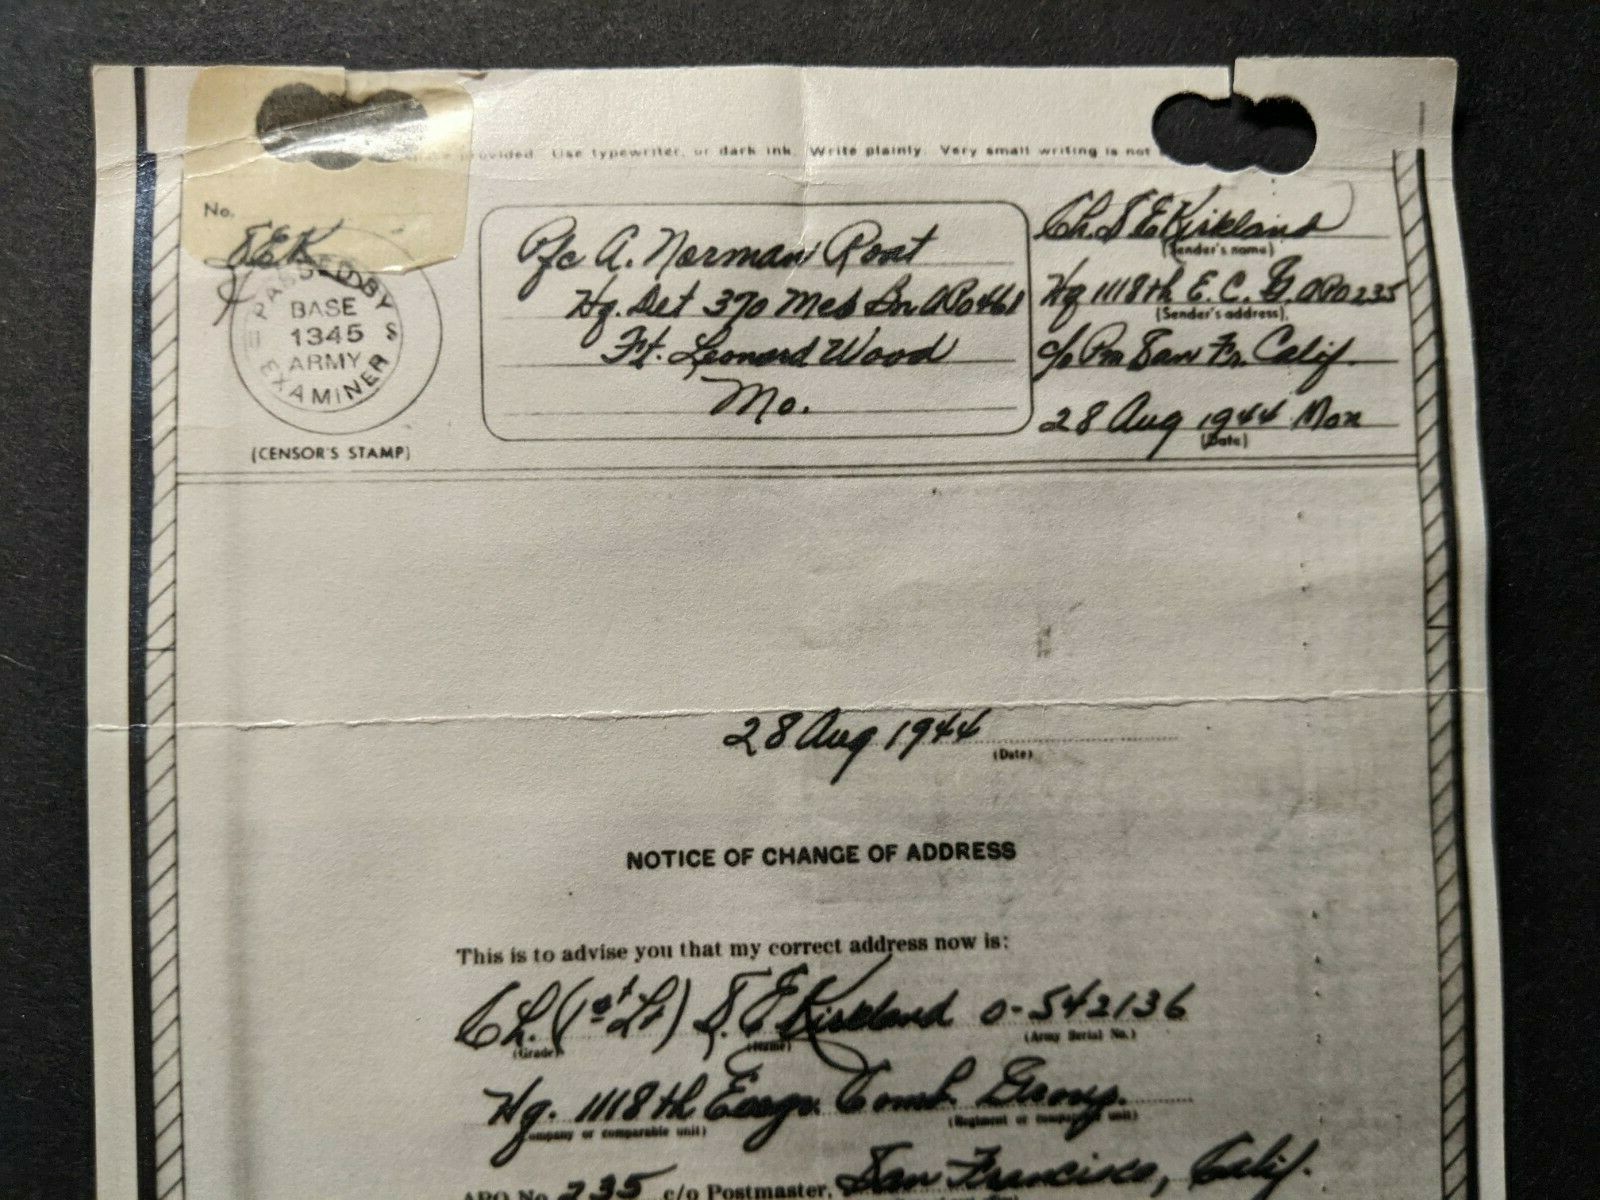 provided. Use typewriter, or dark ink. Write plainly. Very small writing is not
No.
SEK
PASSED BY
BASE
1345
ARMY
EXAMINER
(CENSOR'S STAMP)
Pfc A. Norman Roat
Hq. Det 370 Med Bn APO 461
Ft. Leonard Wood
Mo.
Ch. S E Kirkland
(Sender's name)
Hq 1118th E. C. G. APO 235
(Sender's address)
c/o Pm San Fr. Calif.
28 Aug 1944 Mon
(Date)
28 Aug 1944
(Date)
NOTICE OF CHANGE OF ADDRESS
This is to advise you that my correct address now is:
Ch. (1st Lt) S. E Kirkland O-542136
(Grade) (Name) (Army Serial No.)
Hq. 1118th Engr. Comb. Group.
(Company or comparable unit) (Regiment or comparable unit)
APO No. 235 c/o Postmaster, San Francisco, Calif.